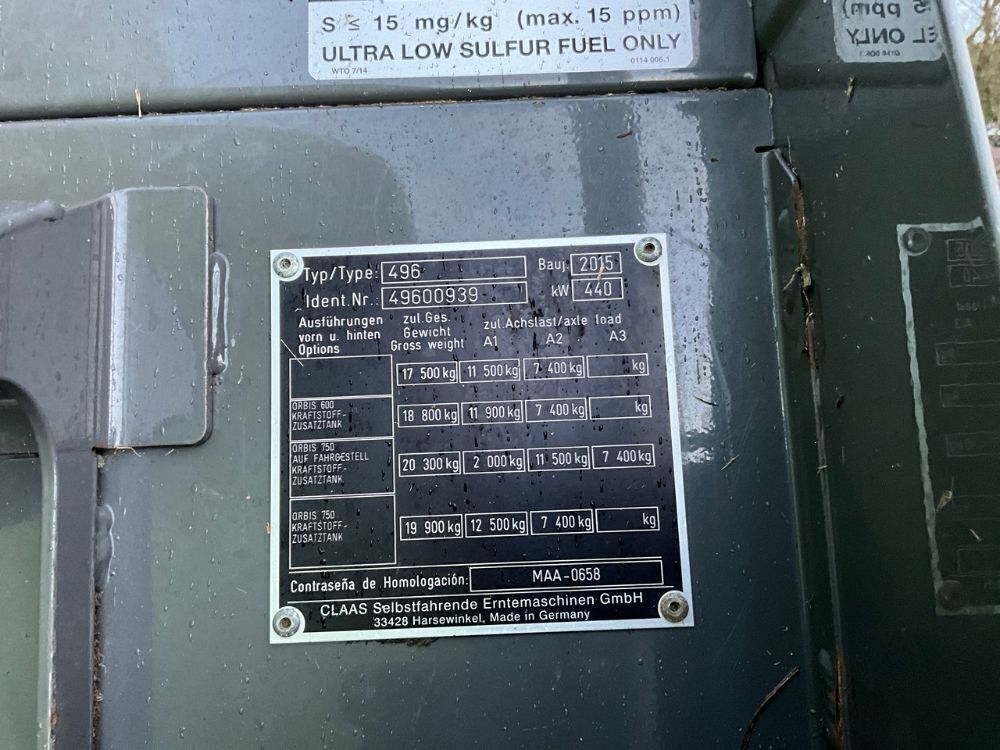 S ≤ 15 mg/kg (max. 15 ppm)
ULTRA LOW SULFUR FUEL ONLY
WTO 7/14 0114 006.1
Typ/Type: 496 Bauj. 2015
Ident.Nr.: 49600939 kW 440
Ausführungen zul.Ges. zul.Achslast/axle load
vorn u. hinten Gewicht A1 A2 A3
Options Gross weight
17 500 kg 11 500 kg 7 400 kg kg
ORBIS 600
KRAFTSTOFF- 18 800 kg 11 900 kg 7 400 kg kg
ZUSATZTANK
ORBIS 750
AUF FAHRGESTELL
KRAFTSTOFF- 20 300 kg 2 000 kg 11 500 kg 7 400 kg
ZUSATZTANK
ORBIS 750
KRAFTSTOFF- 19 900 kg 12 500 kg 7 400 kg kg
ZUSATZTANK
Contraseña de Homologación: MAA-0658
CLAAS Selbstfahrende Erntemaschinen GmbH
33428 Harsewinkel, Made in Germany